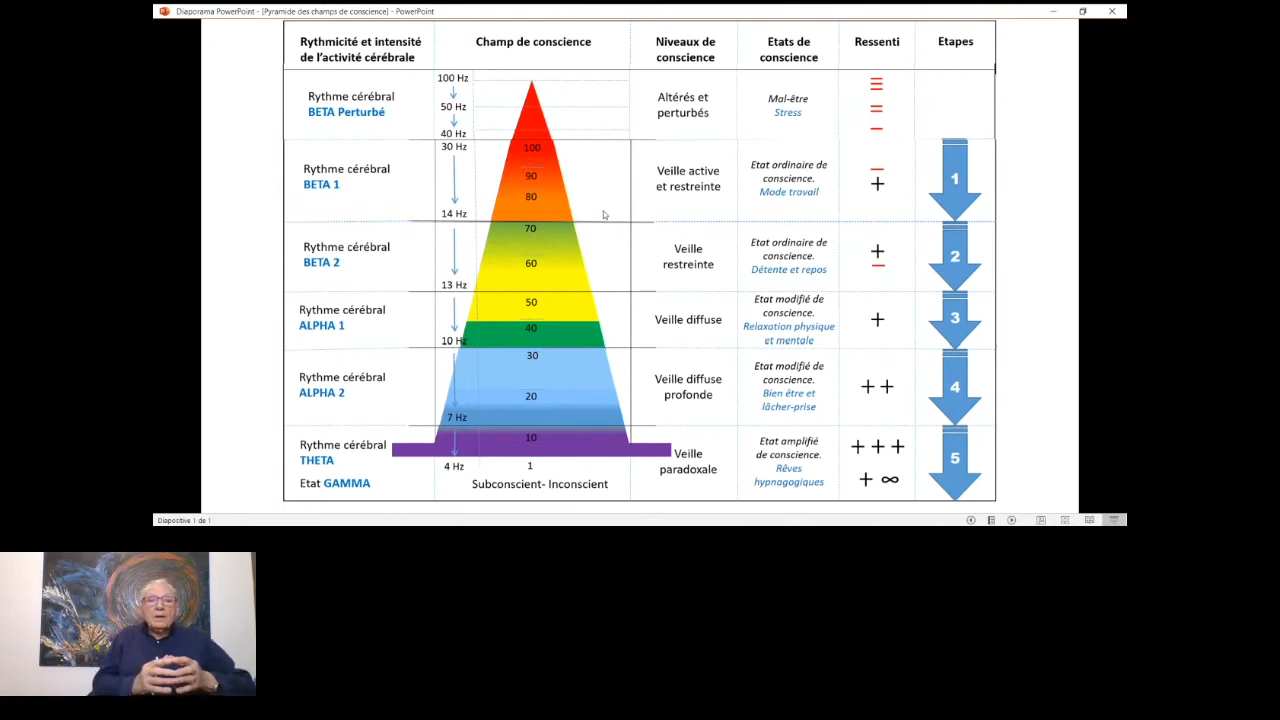 Diaporama PowerPoint - [Pyramide des champs de conscience] - PowerPoint
Rythmicité et intensité
de l'activité cérébrale
Champ de conscience
Niveaux de
conscience
Etats de
conscience
Ressenti
Etapes
Rythme cérébral
BETA Perturbé
100 Hz
50 Hz
40 Hz
Altérés et
perturbés
Mal-être
Stress
Rythme cérébral
BETA 1
30 Hz
14 Hz
100
90
80
Veille active
et restreinte
Etat ordinaire de
conscience.
Mode travail
+
1
Rythme cérébral
BETA 2
13 Hz
70
60
Veille
restreinte
Etat ordinaire de
conscience.
Détente et repos
+
2
Rythme cérébral
ALPHA 1
10 Hz
50
40
Veille diffuse
Etat modifié de
conscience.
Relaxation physique
et mentale
+
3
Rythme cérébral
ALPHA 2
7 Hz
30
20
Veille diffuse
profonde
Etat modifié de
conscience.
Bien être et
lâcher-prise
+ +
4
Rythme cérébral
THETA
Etat GAMMA
4 Hz
10
1
Subconscient- Inconscient
Veille
paradoxale
Etat amplifié
de conscience.
Rêves
hypnagogiques
+ + +
+ ∞
5
Diapositive 1 de 1